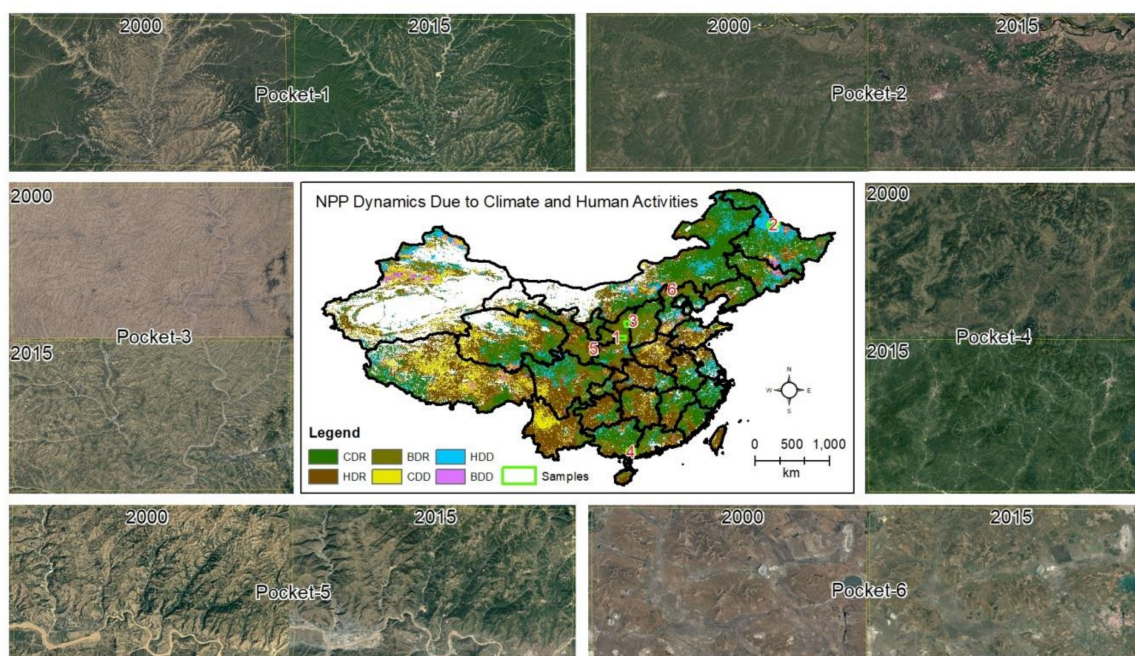 2000 2015
Pocket-1
2000 2015
Pocket-2
2000
Pocket-3
2015
NPP Dynamics Due to Climate and Human Activities
2
6
3
1
5
4
N
W E
S
Legend
CDR BDR HDD
HDR CDD BDD Samples
0 500 1,000
km
2000
Pocket-4
2015
2000 2015
Pocket-5
2000 2015
Pocket-6